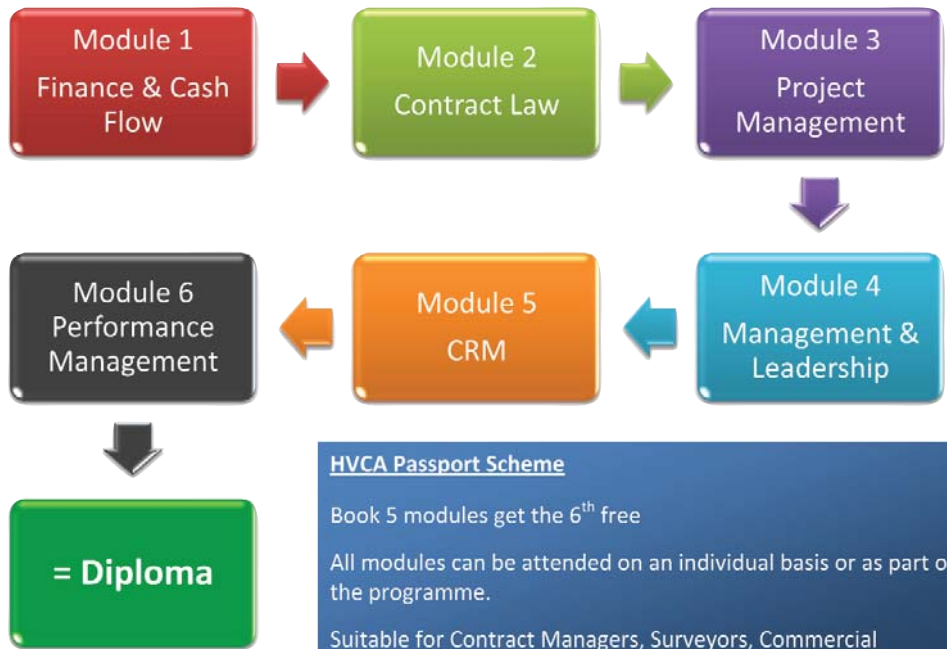 Module 1
Finance & Cash
Flow
Module 2
Contract Law
Module 3
Project
Management
Module 4
Management &
Leadership
Module 5
CRM
Module 6
Performance
Management
= Diploma
HVCA Passport Scheme
Book 5 modules get the 6th free
All modules can be attended on an individual basis or as part o
the programme.
Suitable for Contract Managers, Surveyors, Commercial